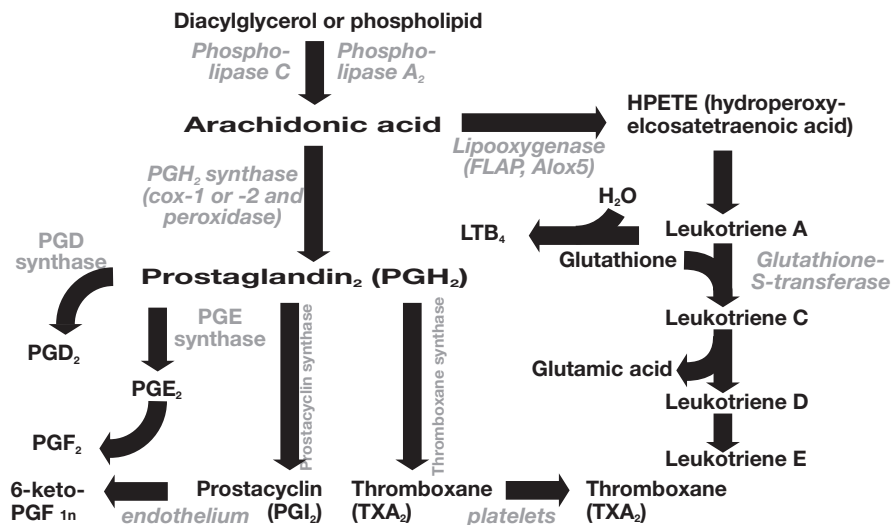 Diacylglycerol or phospholipid
Phospho-
lipase C
Phospho-
lipase A₂
Arachidonic acid
HPETE (hydroperoxy-
elcosatetraenoic acid)
Lipooxygenase
(FLAP, Alox5)
PGH₂ synthase
(cox-1 or -2 and
peroxidase)
H₂O
LTB₄
Leukotriene A
Glutathione
Glutathione-
S-transferase
PGD
synthase
Prostaglandin₂ (PGH₂)
Leukotriene C
PGE
synthase
Prostacyclin synthase
Thromboxane synthase
PGD₂
Glutamic acid
PGE₂
Leukotriene D
PGF₂
Leukotriene E
6-keto-
PGF 1n
endothelium
Prostacyclin
(PGI₂)
Thromboxane
(TXA₂)
platelets
Thromboxane
(TXA₂)